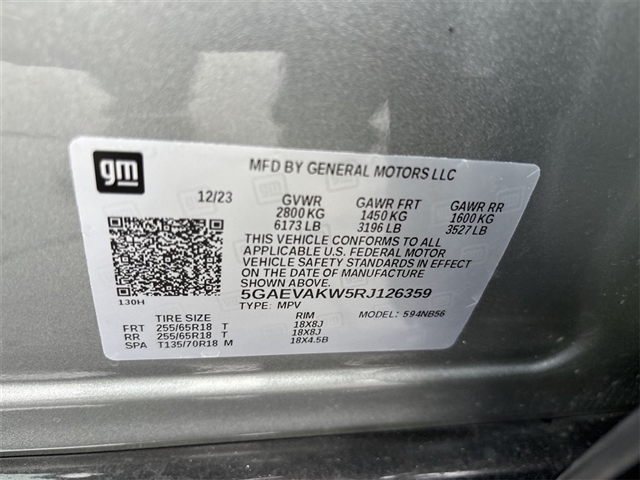 gm
MFD BY GENERAL MOTORS LLC
12/23 GVWR GAWR FRT GAWR RR
2800 KG 1450 KG 1600 KG
6173 LB 3196 LB 3527 LB
THIS VEHICLE CONFORMS TO ALL
APPLICABLE U.S. FEDERAL MOTOR
VEHICLE SAFETY STANDARDS IN EFFECT
ON THE DATE OF MANUFACTURE
SHOWN ABOVE.
130H 5GAEVAKW5RJ126359
TYPE: MPV MODEL: 594NB56
TIRE SIZE RIM
FRT 255/65R18 T 18X8J
RR 255/65R18 T 18X8J
SPA T135/70R18 M 18X4.5B